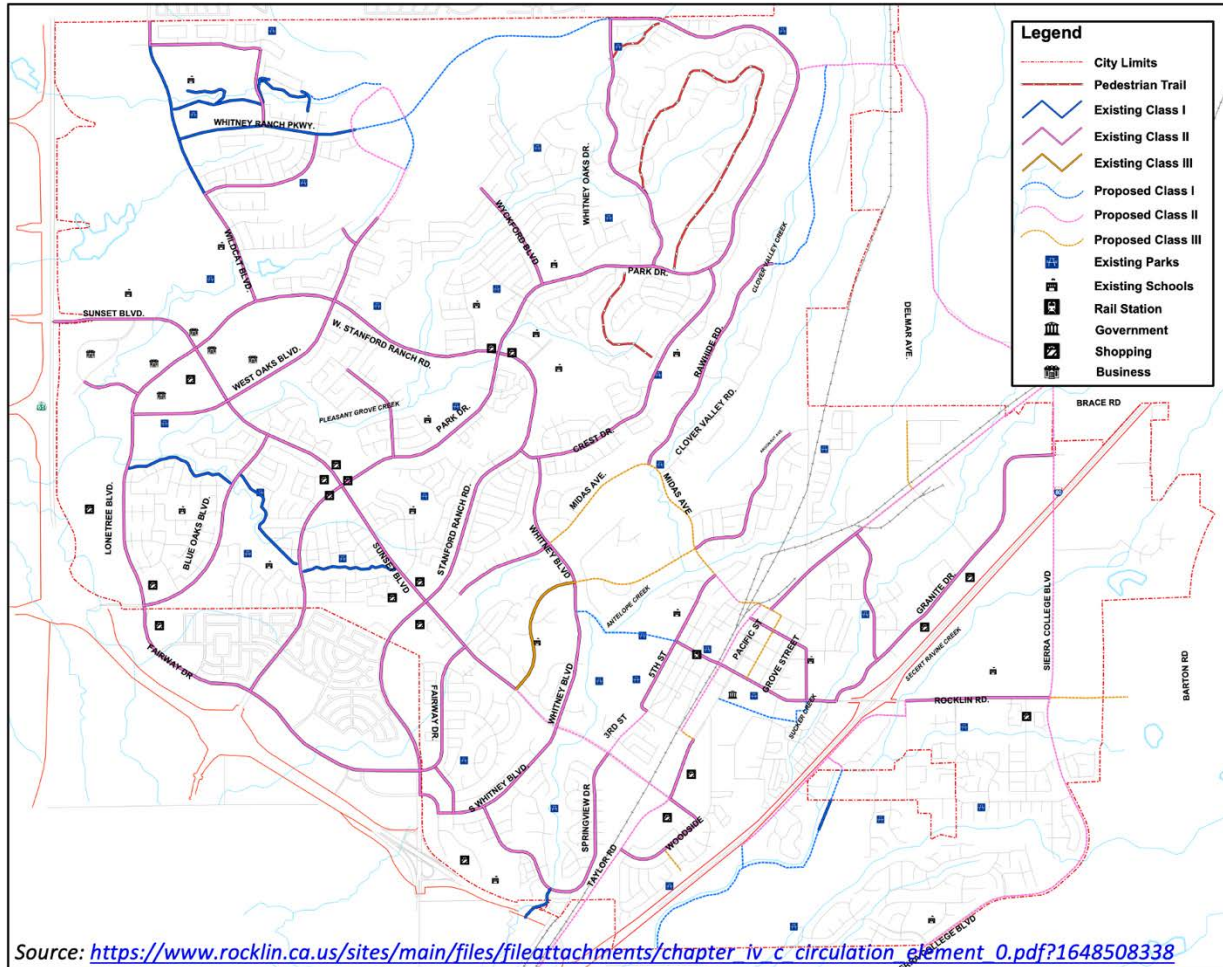 Legend
City Limits
Pedestrian Trail
Existing Class I
Existing Class II
Existing Class III
Proposed Class I
Proposed Class II
Proposed Class III
Existing Parks
Existing Schools
Rail Station
Government
Shopping
Business
WHITNEY RANCH PKWY.
WHITNEY OAKS DR.
WYCKFORD BLVD.
WILDCAT BLVD.
PARK DR.
CLOVER VALLEY CREEK
SUNSET BLVD.
W. STANFORD RANCH RD.
WEST OAKS BLVD.
RAWHIDE RD.
DELMAR AVE.
BRACE RD
PLEASANT GROVE CREEK
PARK DR.
CREST DR.
CLOVER VALLEY RD.
MIDAS AVE.
MIDAS AVE
LONETREE BLVD.
BLUE OAKS BLVD.
STANFORD RANCH RD.
SUNSET BLVD
WHITNEY BLVD
ANTELOPE CREEK
GRANITE DR.
SIERRA COLLEGE BLVD
BARTON RD
SECERT RAVINE CREEK
PACIFIC ST
GROVE STREET
5TH ST
3RD ST
FAIRWAY DR
FAIRWAY DR.
WHITNEY BLVD
SUCKER CREEK
ROCKLIN RD.
S WHITNEY BLVD.
SPRINGVIEW DR
TAYLOR RD
WOODSIDE
COLLEGE BLVD
Source: https://www.rocklin.ca.us/sites/main/files/fileattachments/chapter_iv_c_circulation_element_0.pdf?1648508338